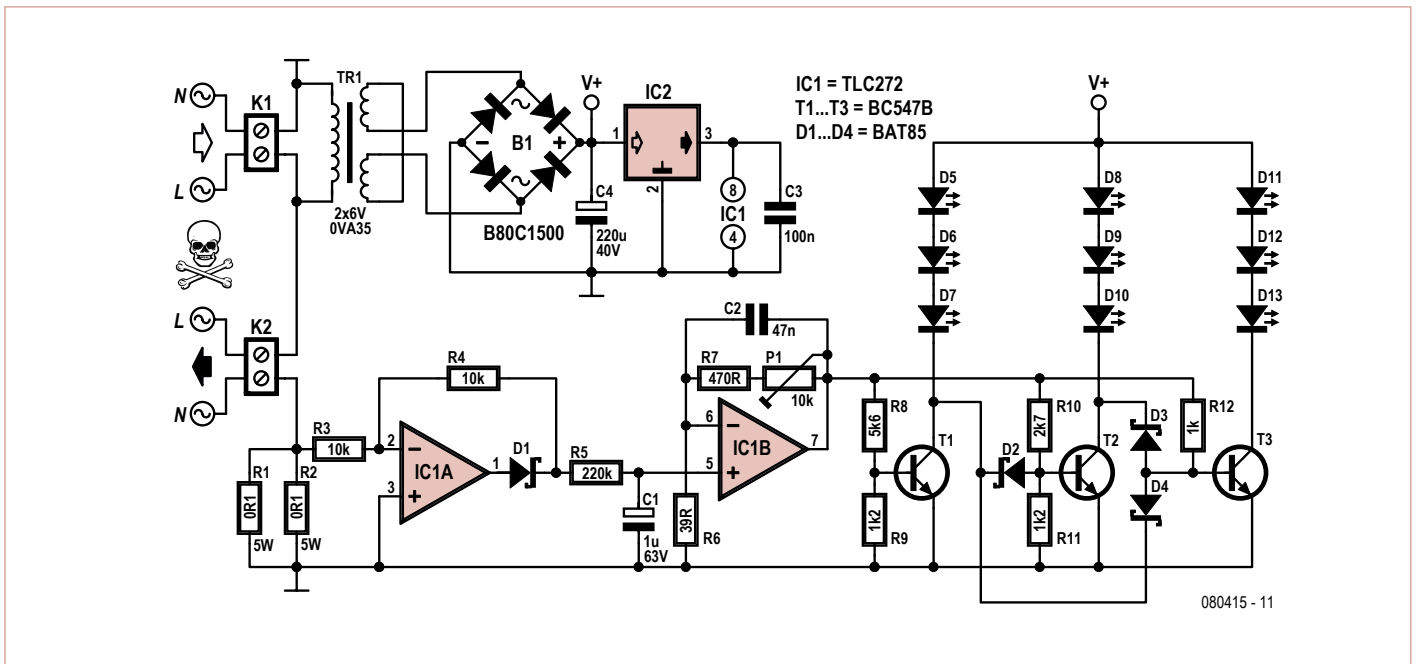 N
K1
L
TR1
2x6V
0VA35
~
B1
~
−
+
B80C1500
V+
C4
220u
40V
IC2
1
3
2
8
IC1
4
C3
100n
IC1 = TLC272
T1...T3 = BC547B
D1...D4 = BAT85
V+
D5
D6
D7
D8
D9
D10
D11
D12
D13
L
K2
N
R1
0R1
5W
R2
0R1
5W
R3
10k
R4
10k
2
−
IC1A
3
+
1
D1
R5
220k
C1
1u
63V
C2
47n
R7
470R
P1
10k
6
−
IC1B
5
+
7
39R
R6
R8
5k6
1k2
R9
T1
D2
R10
2k7
1k2
R11
T2
D3
D4
R12
1k
T3
080415 - 11